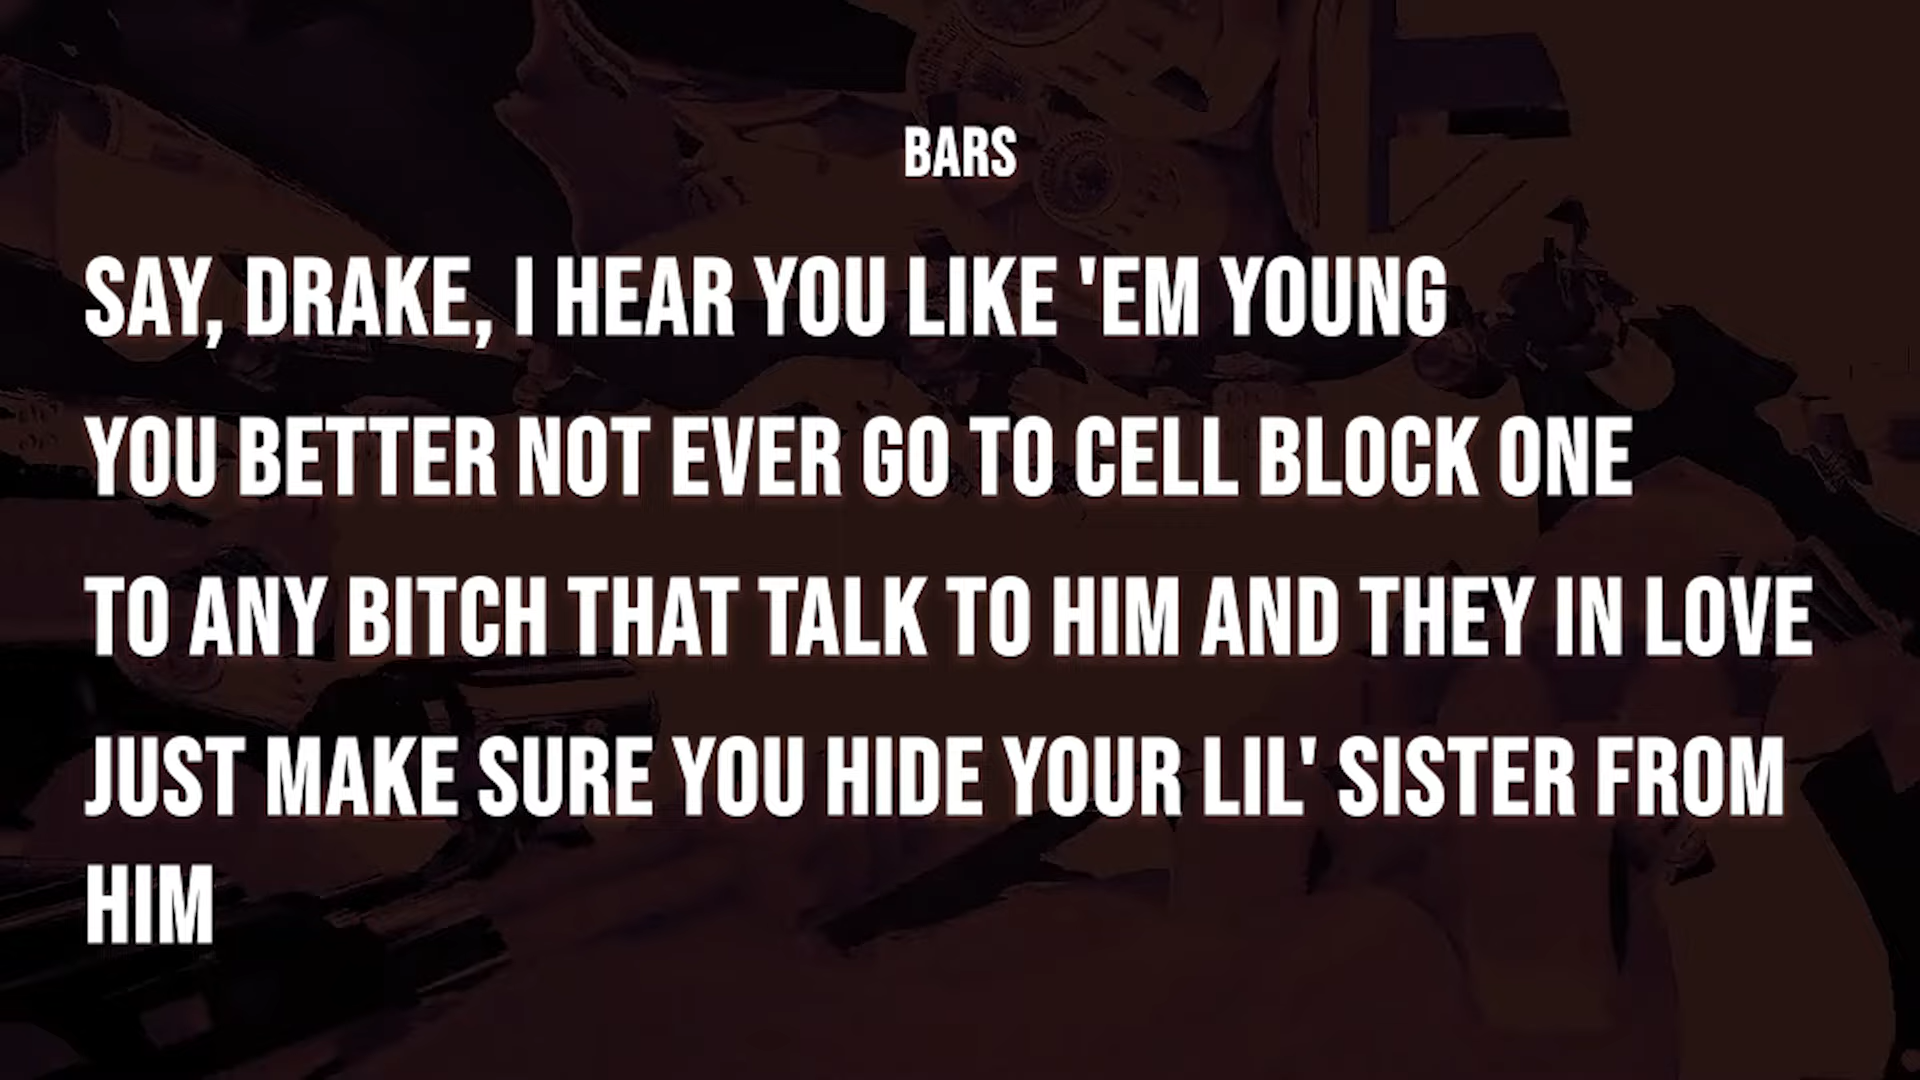 BARS
SAY, DRAKE, I HEAR YOU LIKE 'EM YOUNG
YOU BETTER NOT EVER GO TO CELL BLOCK ONE
TO ANY BITCH THAT TALK TO HIM AND THEY IN LOVE
JUST MAKE SURE YOU HIDE YOUR LIL' SISTER FROM
HIM